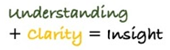 Understanding
+ Clarity = Insight